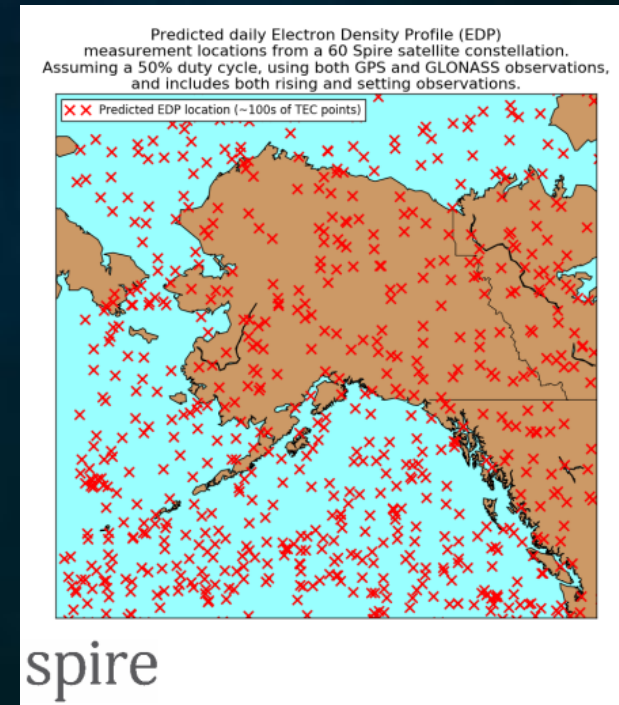 Predicted daily Electron Density Profile (EDP)
measurement locations from a 60 Spire satellite constellation.
Assuming a 50% duty cycle, using both GPS and GLONASS observations,
and includes both rising and setting observations.
Predicted EDP location (~100s of TEC points)
spire